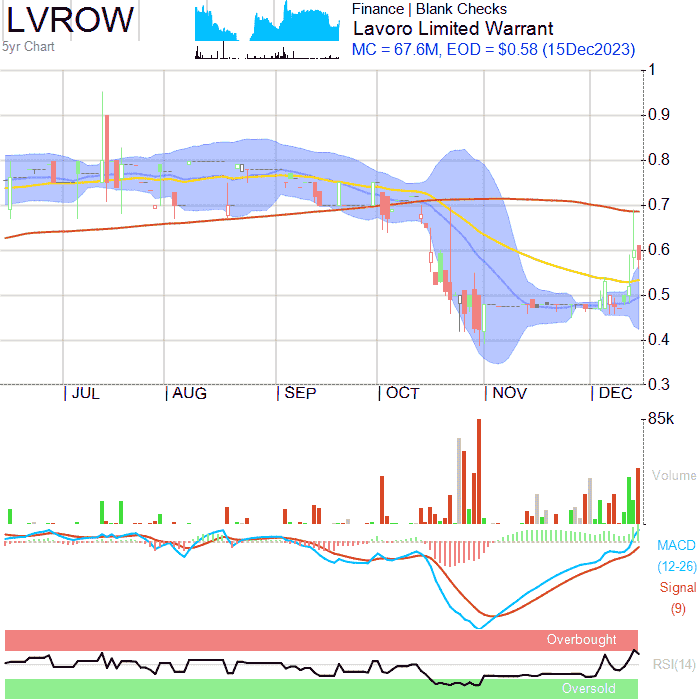 LVROW
5yr Chart
Finance | Blank Checks
Lavoro Limited Warrant
MC = 67.6M, EOD = $0.58 (15Dec2023)
1
0.9
0.8
0.7
0.6
0.5
0.4
0.3
JUL
AUG
SEP
OCT
NOV
DEC
85k
Volume
MACD
(12-26)
Signal
(9)
Overbought
RSI(14)
Oversold